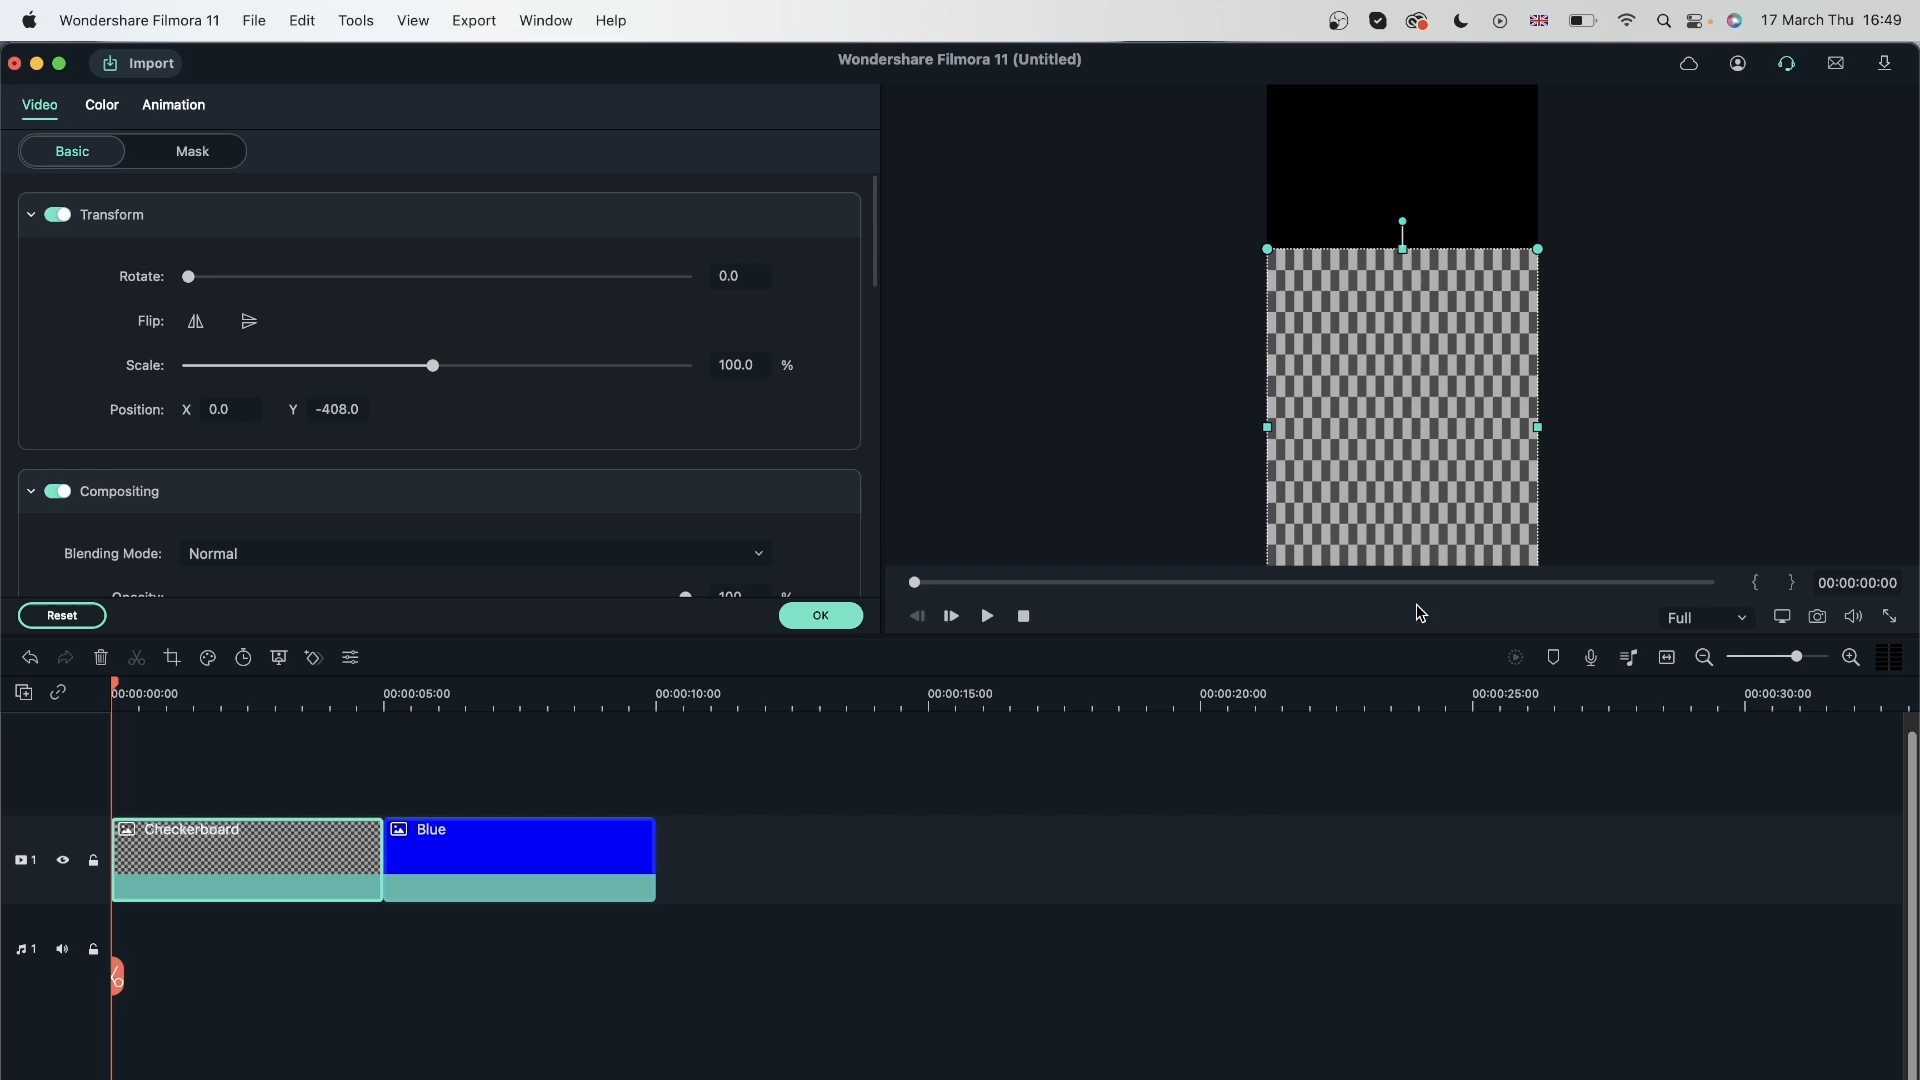 Wondershare Filmora 11 File Edit Tools View Export Window Help 17 March Thu 16:49
Import Wondershare Filmora 11 (Untitled)
Video Color Animation
Basic Mask
Transform
Rotate: 0.0
Flip:
Scale: 100.0 %
Position: X 0.0 Y -408.0
Compositing
Blending Mode: Normal
Opacity: 100 %
Reset OK
{ } 00:00:00:00
Full
00:00:00:00 00:00:05:00 00:00:10:00 00:00:15:00 00:00:20:00 00:00:25:00 00:00:30:00
Checkerboard Blue
1
1